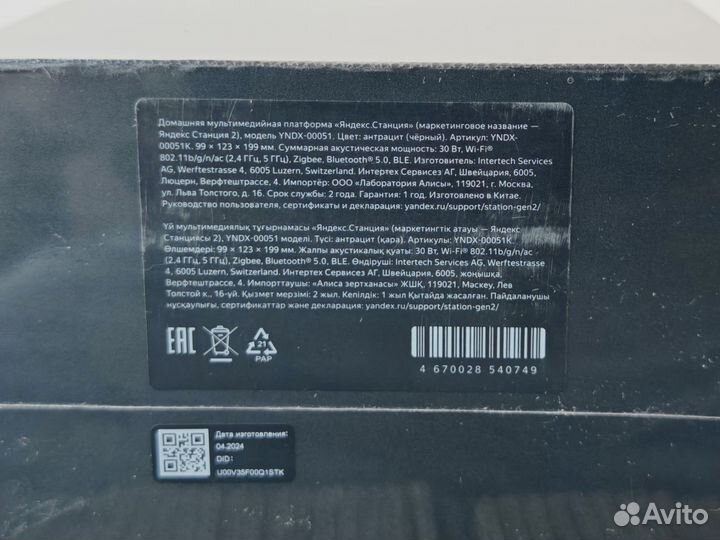 Домашняя мультимедийная платформа «Яндекс.Станция» (маркетинговое название —
Яндекс Станция 2), модель YNDX-00051. Цвет: антрацит (чёрный). Артикул: YNDX-
00051K. 99 × 123 × 199 мм. Суммарная акустическая мощность: 30 Вт, Wi-Fi®
802.11b/g/n/ac (2,4 ГГц, 5 ГГц), Zigbee, Bluetooth® 5.0, BLE. Изготовитель: Intertech Services
AG, Werftestrasse 4, 6005 Luzern, Switzerland. Интертех Сервисез АГ, Швейцария, 6005,
Люцерн, Верфтештрассе, 4. Импортёр: ООО «Лаборатория Алисы», 119021, г. Москва,
ул. Льва Толстого, д. 16. Срок службы: 2 года. Гарантия: 1 год. Изготовлено в Китае.
Руководство пользователя, сертификаты и декларация: yandex.ru/support/station-gen2/
Үй мультимедиялық тұғырнамасы «Яндекс.Станция» (маркетингтік атауы — Яндекс
Станциясы 2), YNDX-00051 моделі. Түсі: антрацит (қара). Артикулы: YNDX-00051K.
Өлшемдері: 99 × 123 × 199 мм. Жалпы акустикалық қуаты: 30 Вт, Wi-Fi® 802.11b/g/n/ac
(2,4 ГГц, 5 ГГц), Zigbee, Bluetooth® 5.0, BLE. Өндіруші: Intertech Services AG, Werftestrasse
4, 6005 Luzern, Switzerland. Интертех Сервисез АГ, Швейцария, 6005, қ.
Верфтештрассе, 4. Импорттаушы: «Алиса зертханасы» ЖШҚ, 119021, Мәскеу, Лев
Толстой к., 16-үй. Қызмет мерзімі: 2 жыл. Кепілдік: 1 жыл Қытайда жасалған. Пайдаланушы
нұсқаулығы, сертификаттар және декларация: yandex.ru/support/station-gen2/
EAC
21
PAP
4 670028 540749
Дата изготовления:
04.2024
DID:
U00V35F00Q1STK
Avito